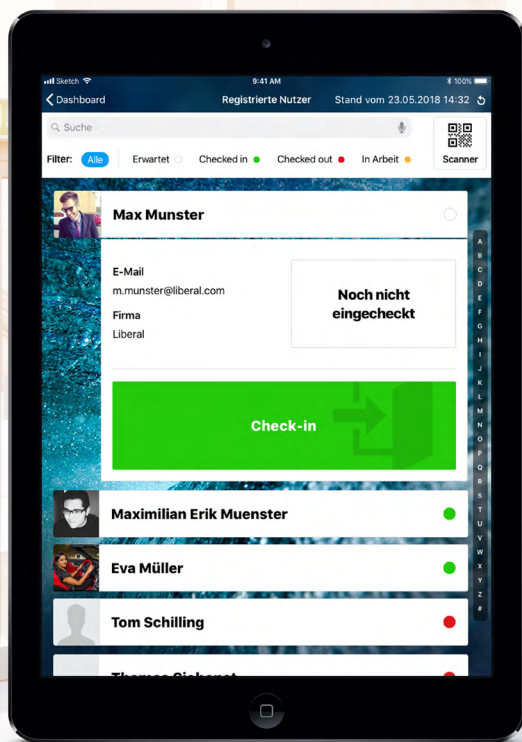 Sketch
9:41 AM
100%
Dashboard
Registrierte Nutzer
Stand vom 23.05.2018 14:32
Suche
Scanner
Filter:
Alle
Erwartet
Checked in
Checked out
In Arbeit
Max Munster
E-Mail
m.munster@liberal.com
Firma
Liberal
Noch nicht
eingecheckt
Check-in
Maximilian Erik Muenster
Eva Müller
Tom Schilling
A
B
C
D
E
F
G
H
I
J
K
L
M
N
O
P
Q
R
S
T
U
V
W
X
Y
Z
#